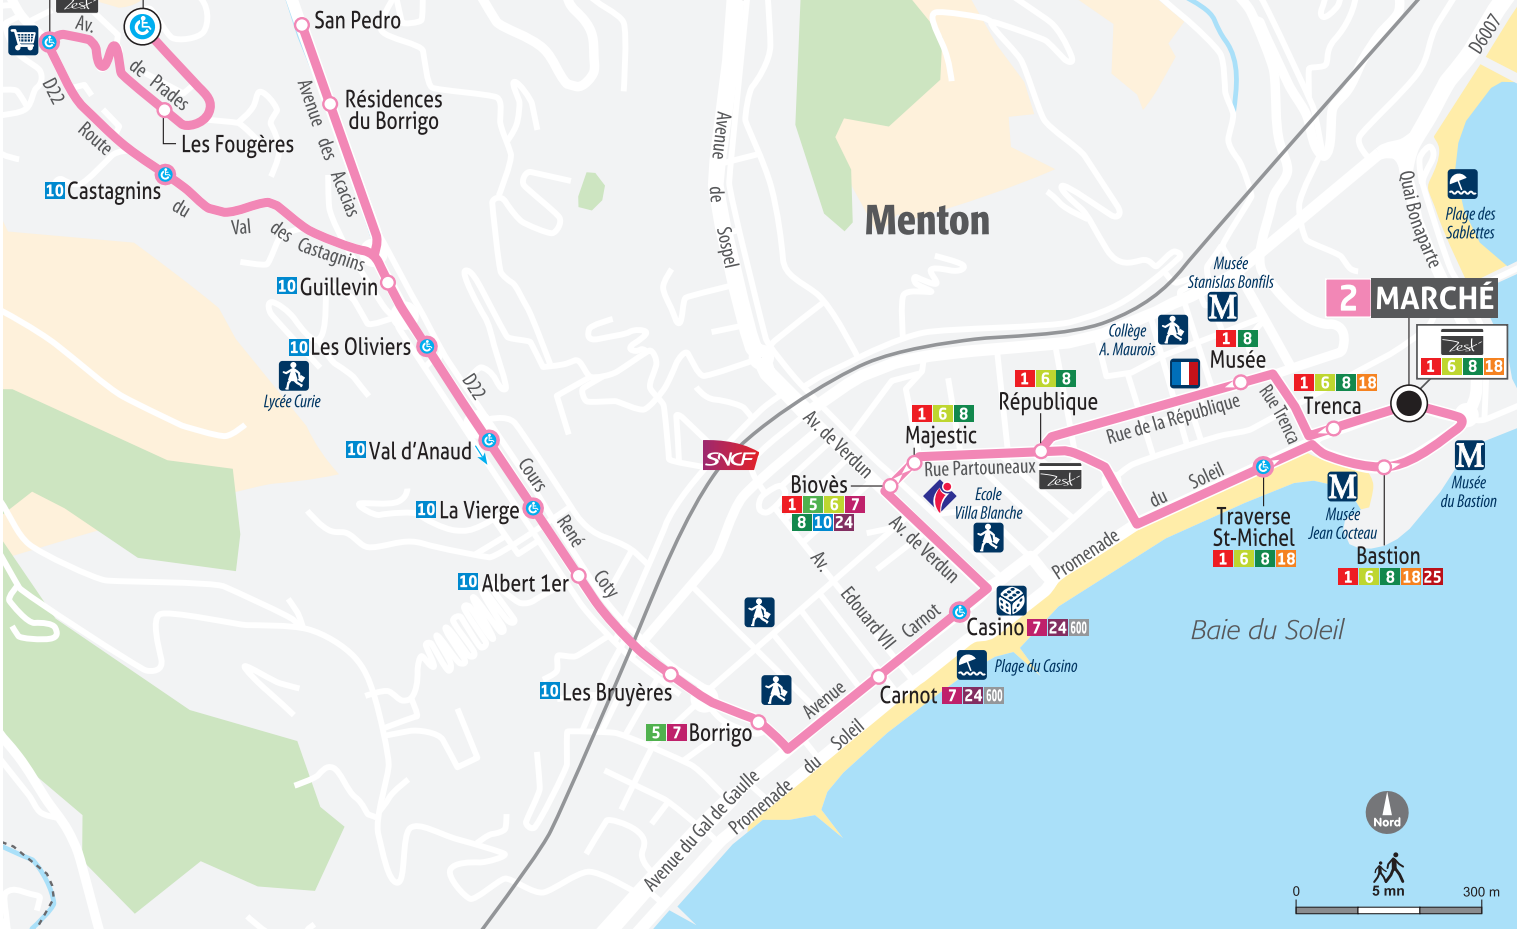 Zest
Av.
San Pedro
de Prades
D22
Résidences
du Borrigo
Avenue des Acacias
Les Fougères
Route
du
Val
des Castagnins
10 Castagnins
10 Guillevin
10 Les Oliviers
Lycée Curie
D22
10 Val d'Anaud
Cours
René
Coty
10 La Vierge
10 Albert 1er
10 Les Bruyères
5 7 Borrigo
Avenue
de
Sospel
Menton
D6007
Quai Bonaparte
Plage des
Sablettes
Musée
Stanislas Bonfils
M
Collège
A. Maurois
2 MARCHÉ
Zest
1 6 8 18
1 8
Musée
1 6 8 18
Trenca
1 6 8
République
Rue de la République
Rue Trenca
1 6 8
Majestic
Av. de Verdun
SNCF
Rue Partouneaux
Zest
Biovès
1 5 6 7
8 10 24
Ecole
Villa Blanche
Av. de Verdun
Av.
Edouard VII
Carnot
Avenue
Promenade
du
Soleil
Traverse
St-Michel
1 6 8 18
M
Musée
Jean Cocteau
M
Musée
du Bastion
Bastion
1 6 8 18 25
Casino 7 24 600
Plage du Casino
Carnot 7 24 600
Baie du Soleil
Avenue du Gal de Gaulle
Promenade
du
Soleil
Nord
0
5 mn
300 m